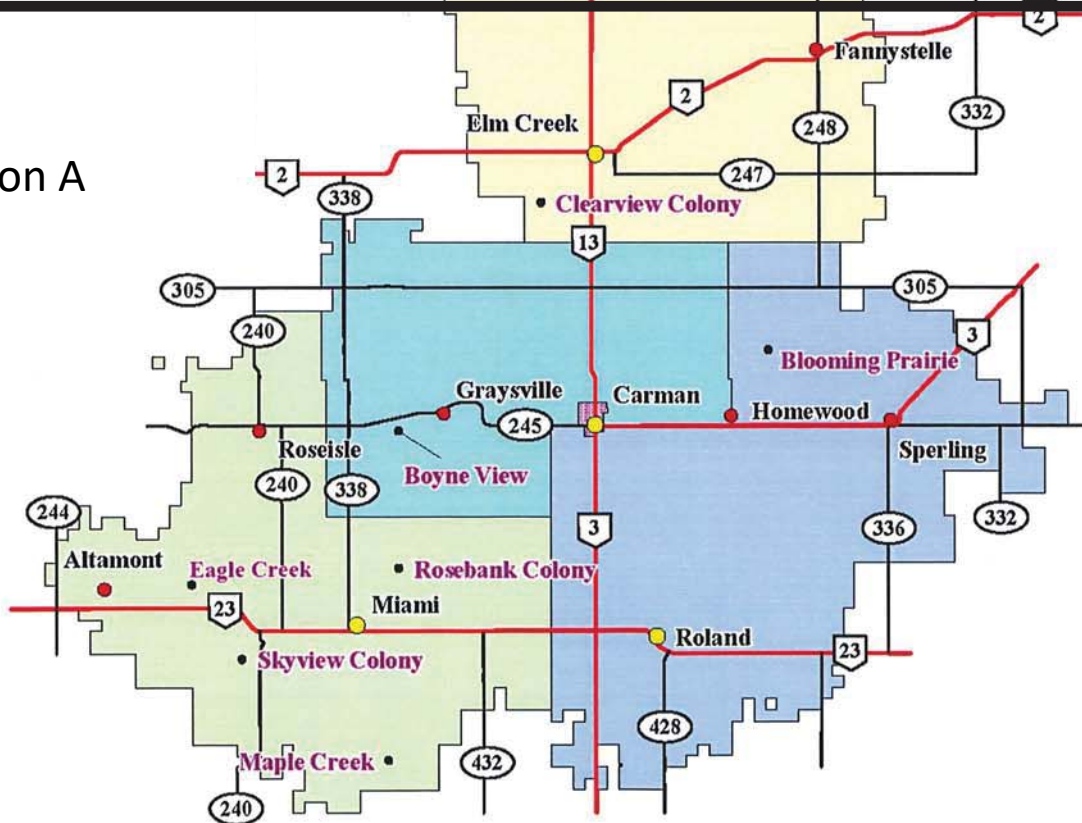 2
Fannystelle
2
332
Elm Creek
248
on A
2
247
338
Clearview Colony
13
305
305
240
3
Blooming Prairie
Graysville
Carman
Homewood
245
Roseisle
Sperling
Boyne View
240
338
244
332
3
336
Altamont
Eagle Creek
Rosebank Colony
23
Miami
Roland
23
Skyview Colony
428
Maple Creek
432
240